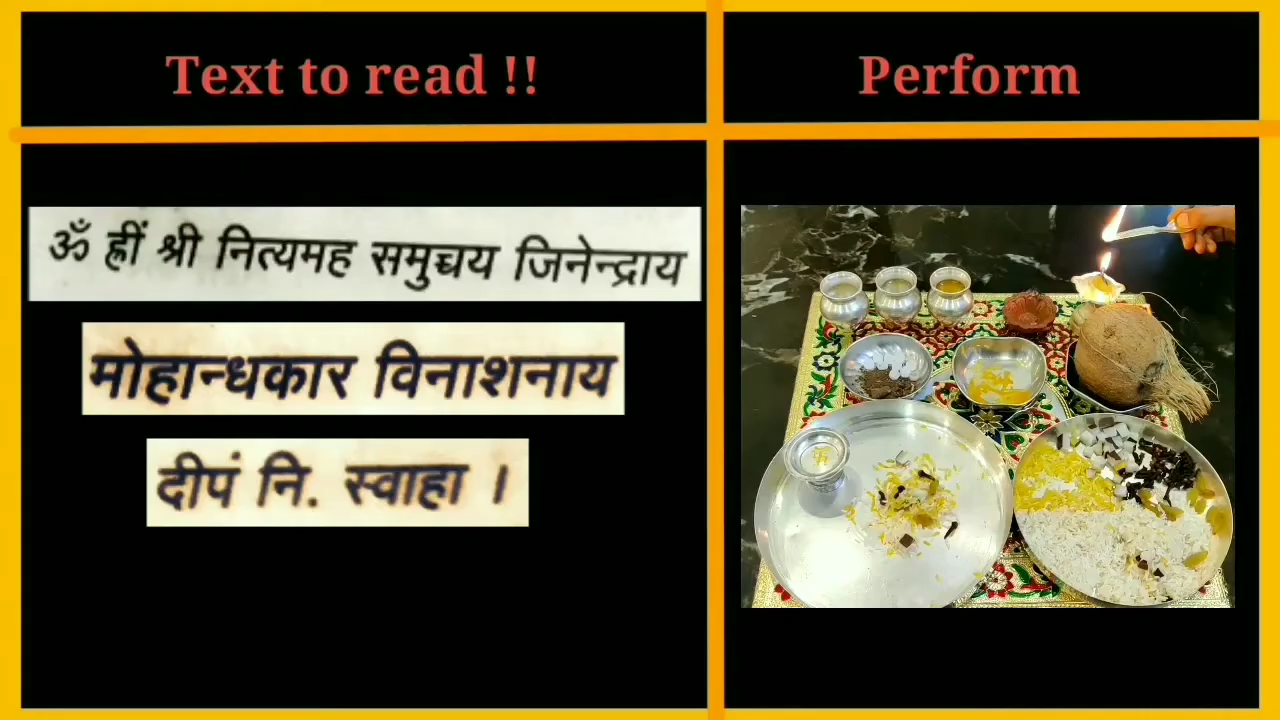 Text to read !!
Perform
ॐ ह्रीं श्री नित्यमह समुच्चय जिनेन्द्राय
मोहान्धकार विनाशनाय
दीपं नि. स्वाहा ।